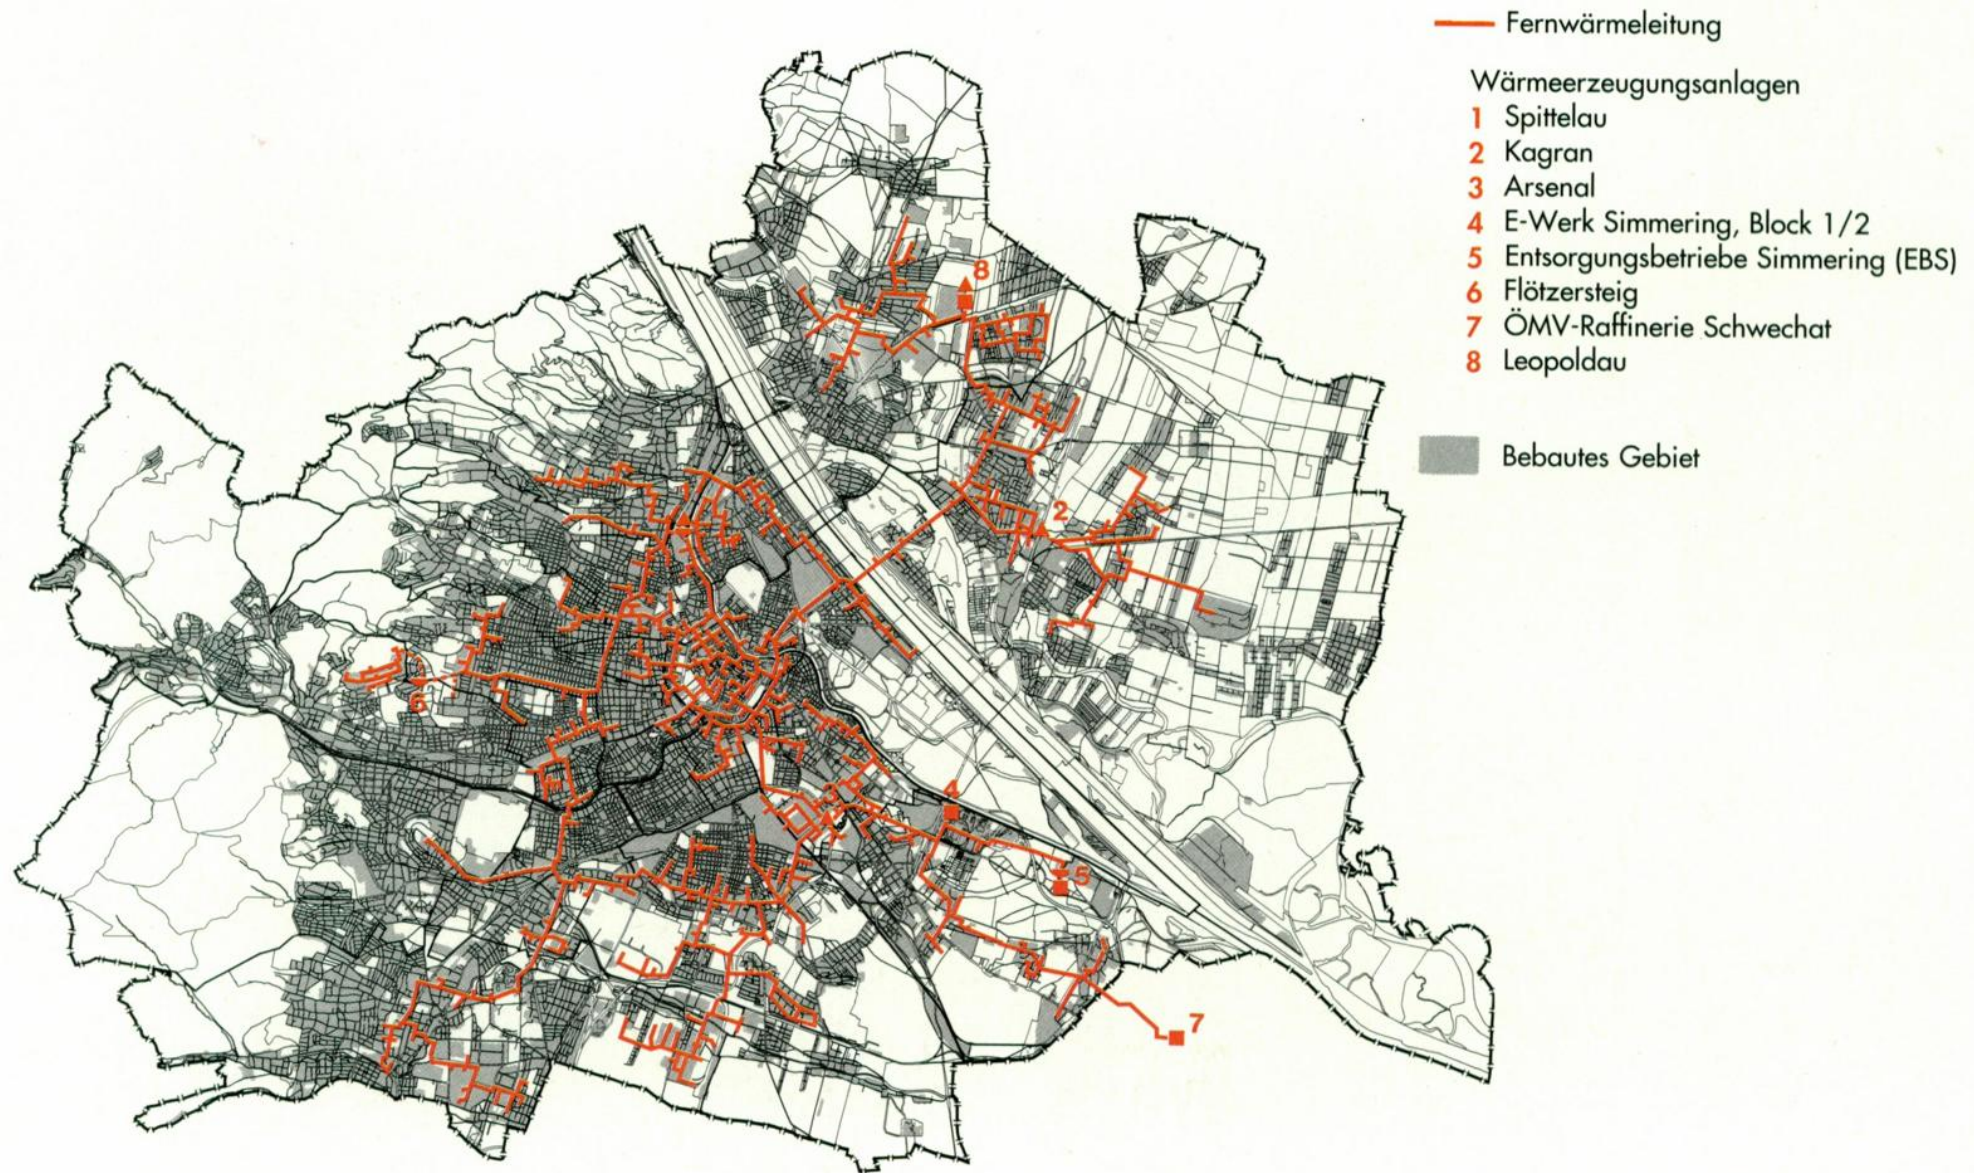 Fernwärmeleitung
Wärmeerzeugungsanlagen
1 Spittelau
2 Kagran
3 Arsenal
4 E-Werk Simmering, Block 1/2
5 Entsorgungsbetriebe Simmering (EBS)
6 Flötzersteig
7 ÖMV-Raffinerie Schwechat
8 Leopoldau
Bebautes Gebiet
8
2
6
3
4
5
7